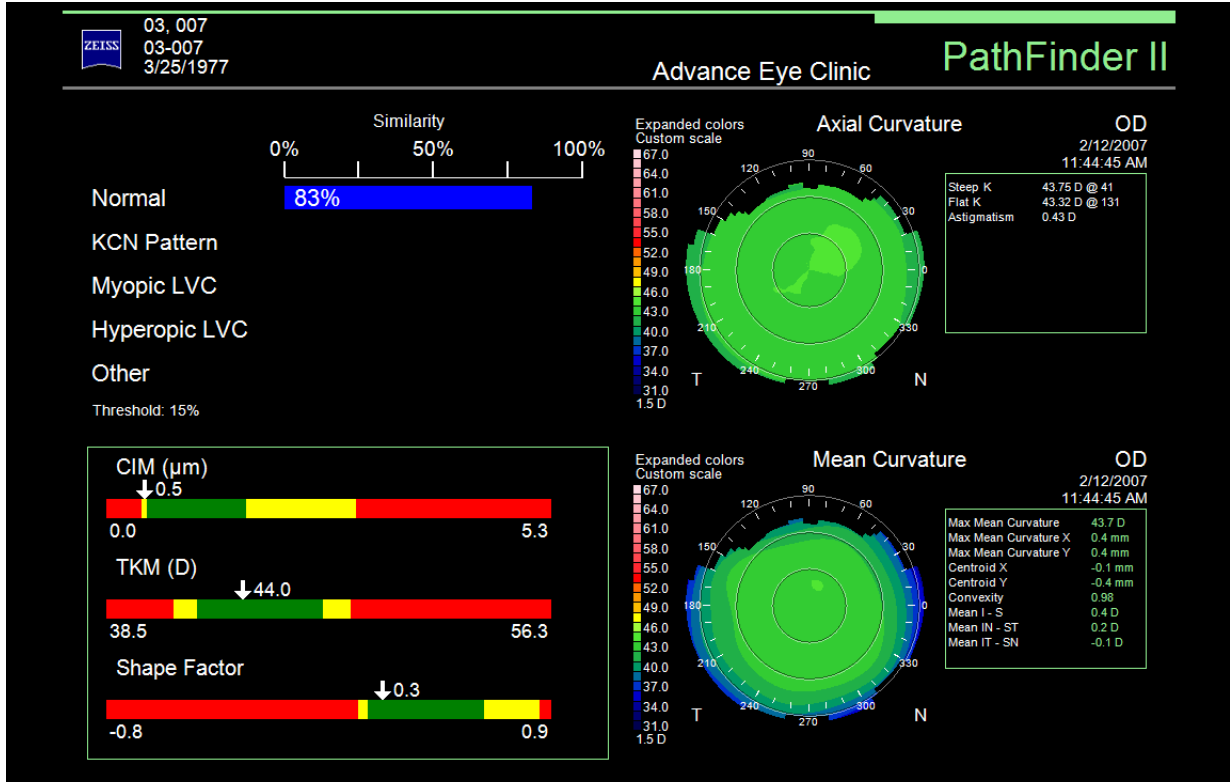 ZEISS
03, 007
03-007
3/25/1977
Advance Eye Clinic
PathFinder II
Similarity
0% 50% 100%
Normal 83%
KCN Pattern
Myopic LVC
Hyperopic LVC
Other
Threshold: 15%
CIM (µm)
0.5
0.0 5.3
TKM (D)
44.0
38.5 56.3
Shape Factor
0.3
-0.8 0.9
Expanded colors
Custom scale
Axial Curvature
OD
2/12/2007
11:44:45 AM
67.0
64.0
61.0
58.0
55.0
52.0
49.0
46.0
43.0
40.0
37.0
34.0
31.0
1.5 D
90
120 60
150 30
180 0
210 330
240 300
270
T N
Steep K 43.75 D @ 41
Flat K 43.32 D @ 131
Astigmatism 0.43 D
Expanded colors
Custom scale
Mean Curvature
OD
2/12/2007
11:44:45 AM
67.0
64.0
61.0
58.0
55.0
52.0
49.0
46.0
43.0
40.0
37.0
34.0
31.0
1.5 D
90
120 60
150 30
180 0
210 330
240 300
270
T N
Max Mean Curvature 43.7 D
Max Mean Curvature X 0.4 mm
Max Mean Curvature Y 0.4 mm
Centroid X -0.1 mm
Centroid Y -0.4 mm
Convexity 0.98
Mean I - S 0.4 D
Mean IN - ST 0.2 D
Mean IT - SN -0.1 D